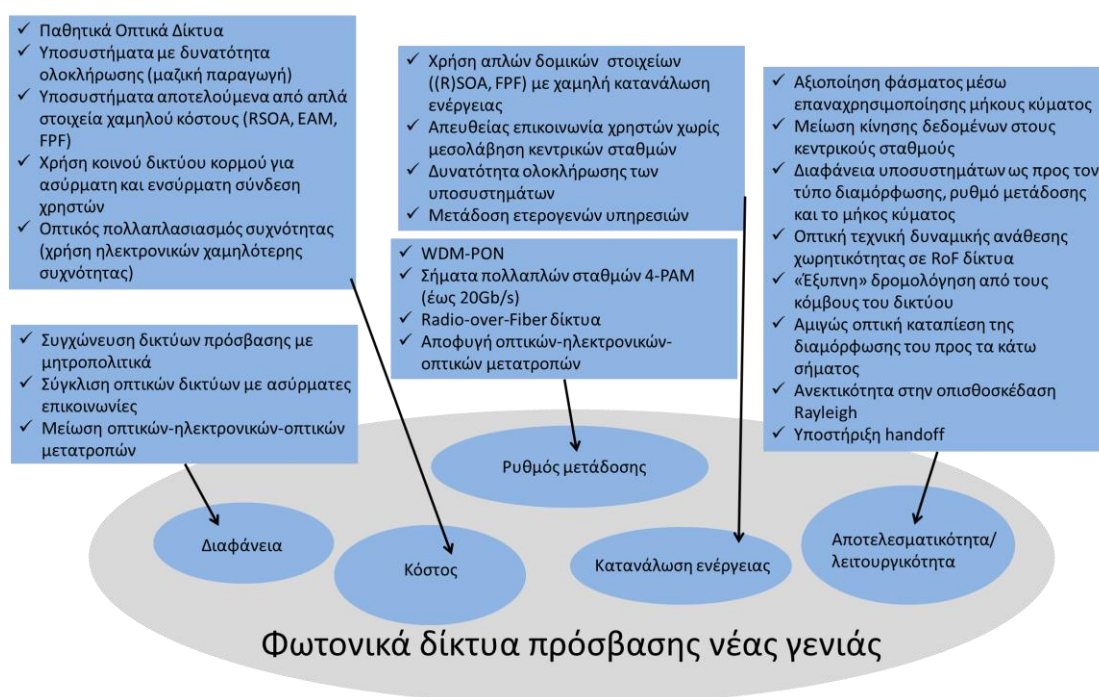 ✓ Παθητικά Οπτικά Δίκτυα
✓ Υποσυστήματα με δυνατότητα
ολοκλήρωσης (μαζική παραγωγή)
✓ Υποσυστήματα αποτελούμενα από απλά
στοιχεία χαμηλού κόστους (RSOA, EAM,
FPF)
✓ Χρήση κοινού δικτύου κορμού για
ασύρματη και ενσύρματη σύνδεση
χρηστών
✓ Οπτικός πολλαπλασιασμός συχνότητας
(χρήση ηλεκτρονικών χαμηλότερης
συχνότητας)
✓ Χρήση απλών δομικών στοιχείων
((R)SOA, FPF) με χαμηλή κατανάλωση
ενέργειας
✓ Απευθείας επικοινωνία χρηστών χωρίς
μεσολάβηση κεντρικών σταθμών
✓ Δυνατότητα ολοκλήρωσης των
υποσυστημάτων
✓ Μετάδοση ετερογενών υπηρεσιών
✓ Αξιοποίηση φάσματος μέσω
επαναχρησιμοποίησης μήκους κύματος
✓ Μείωση κίνησης δεδομένων στους
κεντρικούς σταθμούς
✓ Διαφάνεια υποσυστημάτων ως προς τον
τύπο διαμόρφωσης, ρυθμό μετάδοσης
και το μήκος κύματος
✓ Οπτική τεχνική δυναμικής ανάθεσης
χωρητικότητας σε RoF δίκτυα
✓ «Έξυπνη» δρομολόγηση από τους
κόμβους του δικτύου
✓ Αμιγώς οπτική καταπίεση της
διαμόρφωσης του προς τα κάτω
σήματος
✓ Ανεκτικότητα στην οπισθοσκέδαση
Rayleigh
✓ Υποστήριξη handoff
✓ WDM-PON
✓ Σήματα πολλαπλών σταθμών 4-PAM
(έως 20Gb/s)
✓ Radio-over-Fiber δίκτυα
✓ Αποφυγή οπτικών-ηλεκτρονικών-
οπτικών μετατροπών
✓ Συγχώνευση δικτύων πρόσβασης με
μητροπολιτικά
✓ Σύγκλιση οπτικών δικτύων με ασύρματες
επικοινωνίες
✓ Μείωση οπτικών-ηλεκτρονικών-οπτικών
μετατροπών
Ρυθμός μετάδοσης
Διαφάνεια
Κόστος
Κατανάλωση ενέργειας
Αποτελεσματικότητα/
λειτουργικότητα
Φωτονικά δίκτυα πρόσβασης νέας γενιάς